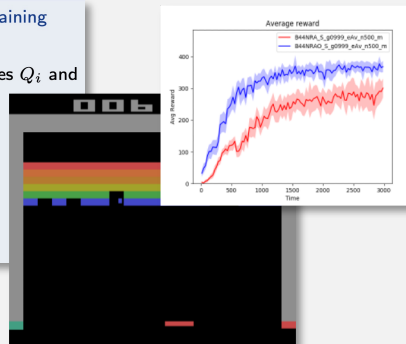 aining
es Q_i and
006
Average reward
B44NRA_S_g0999_eAv_n500_m
B44NRAO_S_g0999_eAv_n500_m
Avg Reward
400
300
200
100
0
0 500 1000 1500 2000 2500 3000
Time